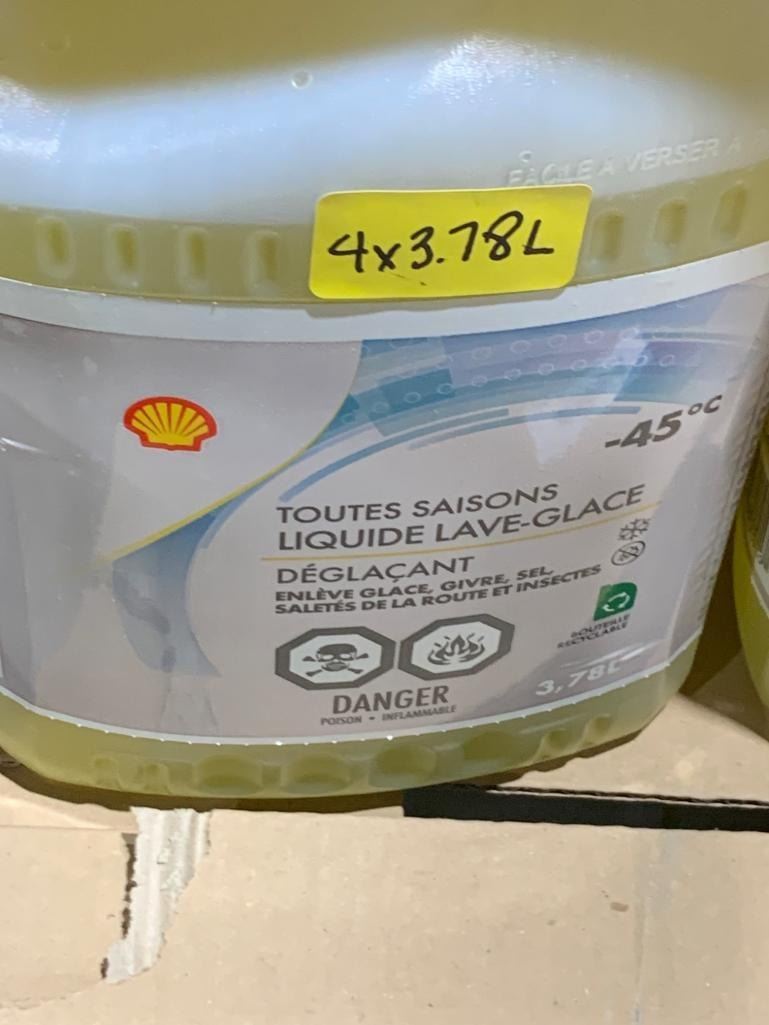 FACILE À VERSER
4x3.78L
-45°C
TOUTES SAISONS
LIQUIDE LAVE-GLACE
DÉGLAÇANT
ENLÈVE GLACE, GIVRE, SEL,
SALETÉS DE LA ROUTE ET INSECTES
BOUTEILLE
RECYCLABLE
DANGER
POISON • INFLAMMABLE
3,78L